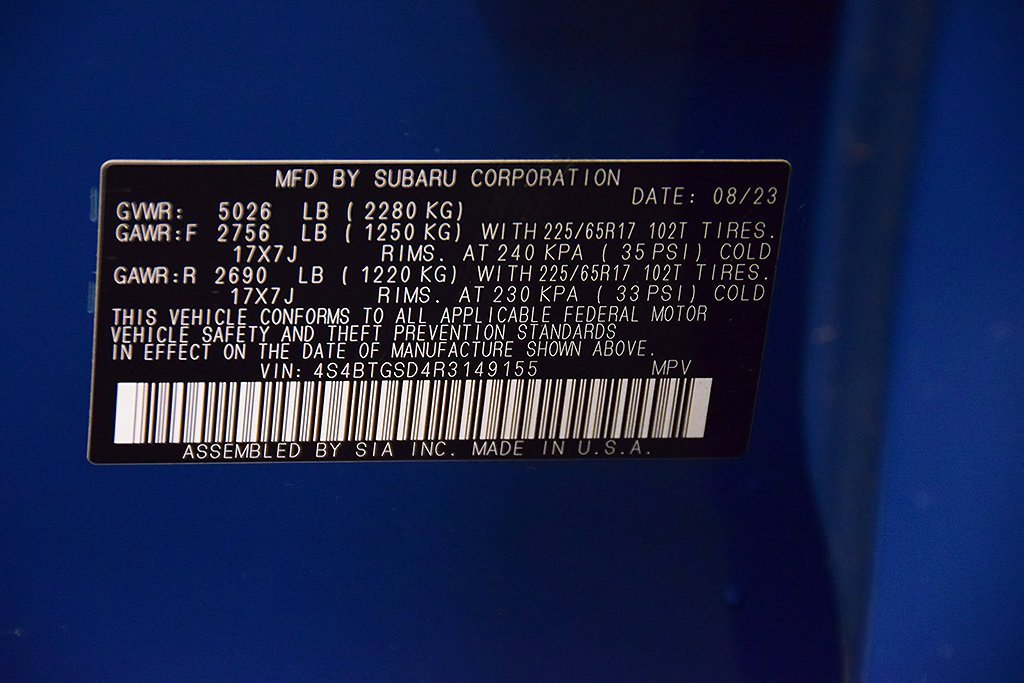 MFD BY SUBARU CORPORATION
DATE: 08/23
GVWR: 5026 LB (2280 KG)
GAWR:F 2756 LB (1250 KG) WITH 225/65R17 102T TIRES.
17X7J RIMS. AT 240 KPA (35 PSI) COLD
GAWR:R 2690 LB (1220 KG) WITH 225/65R17 102T TIRES.
17X7J RIMS. AT 230 KPA (33 PSI) COLD
THIS VEHICLE CONFORMS TO ALL APPLICABLE FEDERAL MOTOR
VEHICLE SAFETY AND THEFT PREVENTION STANDARDS
IN EFFECT ON THE DATE OF MANUFACTURE SHOWN ABOVE.
VIN: 4S4BTGSD4R3149155 MPV
ASSEMBLED BY SIA INC. MADE IN U.S.A.